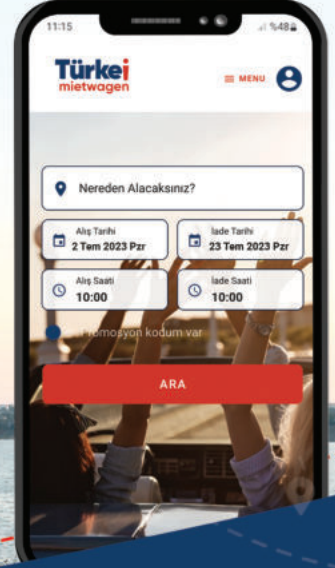 11:15
%48
Türkei
mietwagen
MENU
Nereden Alacaksınız?
Alış Tarihi
2 Tem 2023 Pzr
İade Tarihi
23 Tem 2023 Pzr
Alış Saati
10:00
İade Saati
10:00
Promosyon kodum var
ARA